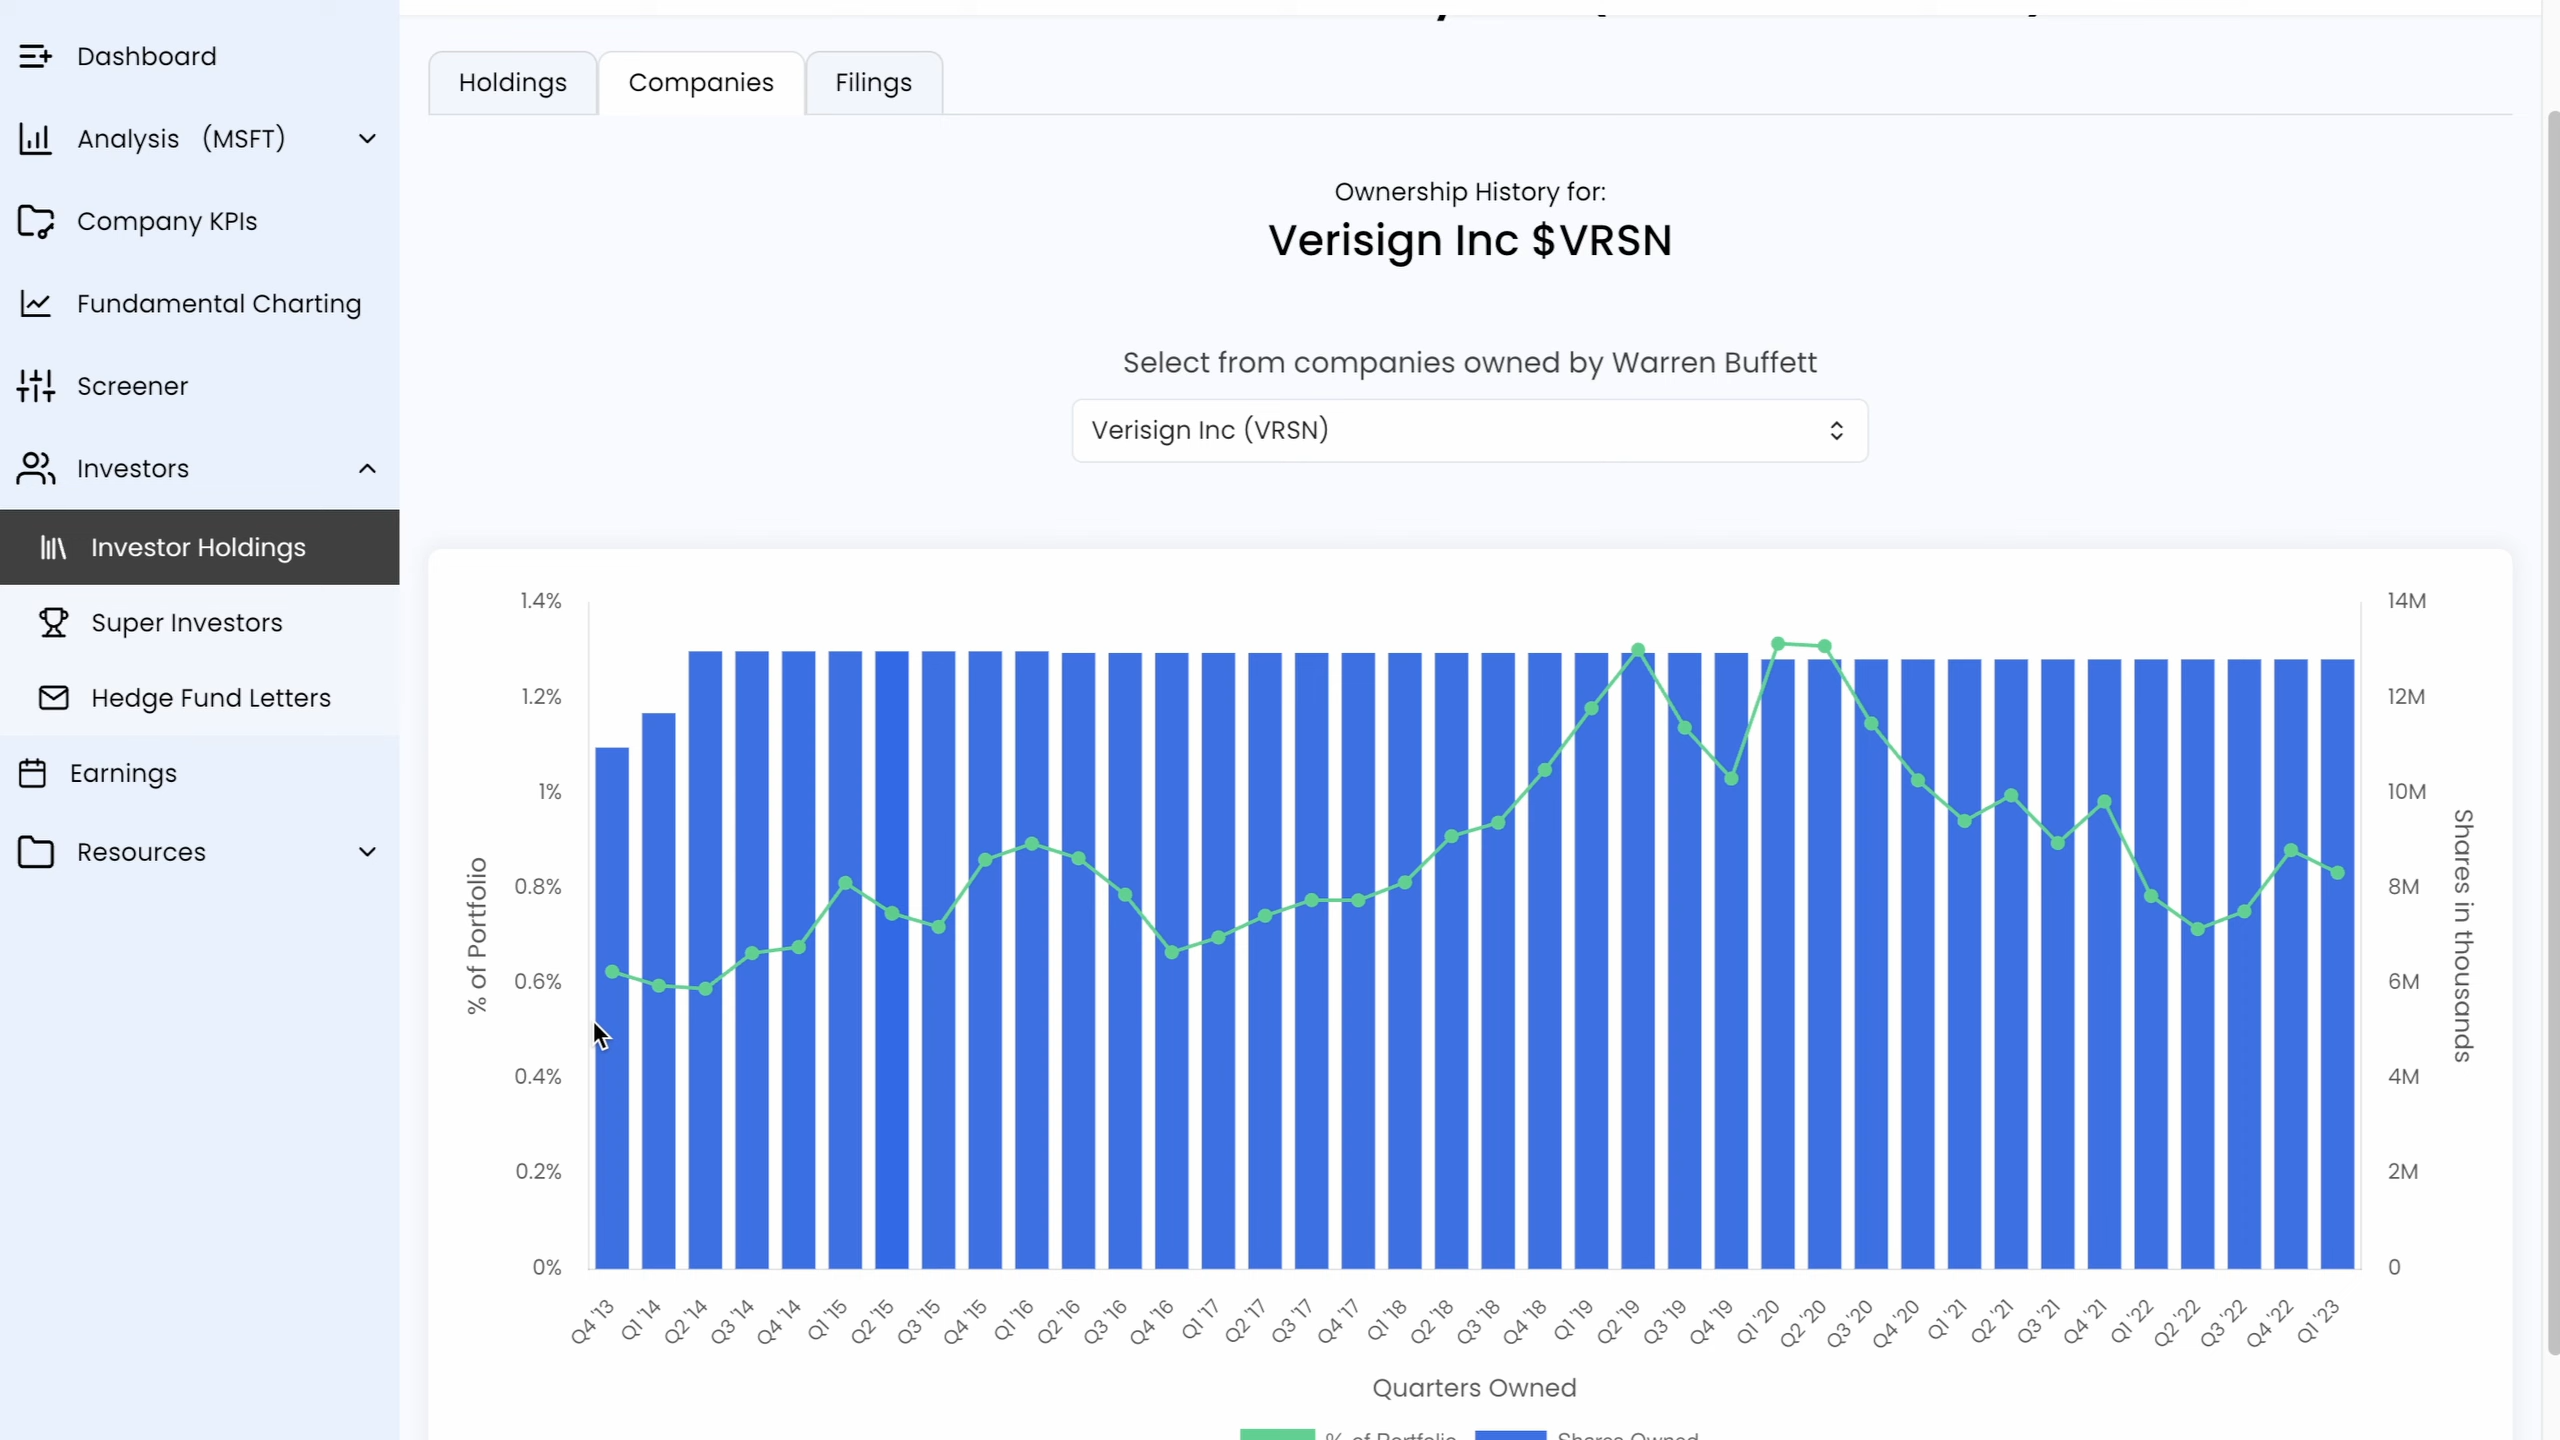 Dashboard
Analysis (MSFT)
Company KPIs
Fundamental Charting
Screener
Investors
Investor Holdings
Super Investors
Hedge Fund Letters
Earnings
Resources
Holdings
Companies
Filings
Ownership History for:
Verisign Inc $VRSN
Select from companies owned by Warren Buffett
Verisign Inc (VRSN)
% of Portfolio
1.4%
1.2%
1%
0.8%
0.6%
0.4%
0.2%
0%
14M
12M
10M
8M
6M
4M
2M
0
Shares in thousands
Q4 '13
Q1 '14
Q2 '14
Q3 '14
Q4 '14
Q1 '15
Q2 '15
Q3 '15
Q4 '15
Q1 '16
Q2 '16
Q3 '16
Q4 '16
Q1 '17
Q2 '17
Q3 '17
Q4 '17
Q1 '18
Q2 '18
Q3 '18
Q4 '18
Q1 '19
Q2 '19
Q3 '19
Q4 '19
Q1 '20
Q2 '20
Q3 '20
Q4 '20
Q1 '21
Q2 '21
Q3 '21
Q4 '21
Q1 '22
Q2 '22
Q3 '22
Q4 '22
Q1 '23
Quarters Owned
% of Portfolio
Shares Owned